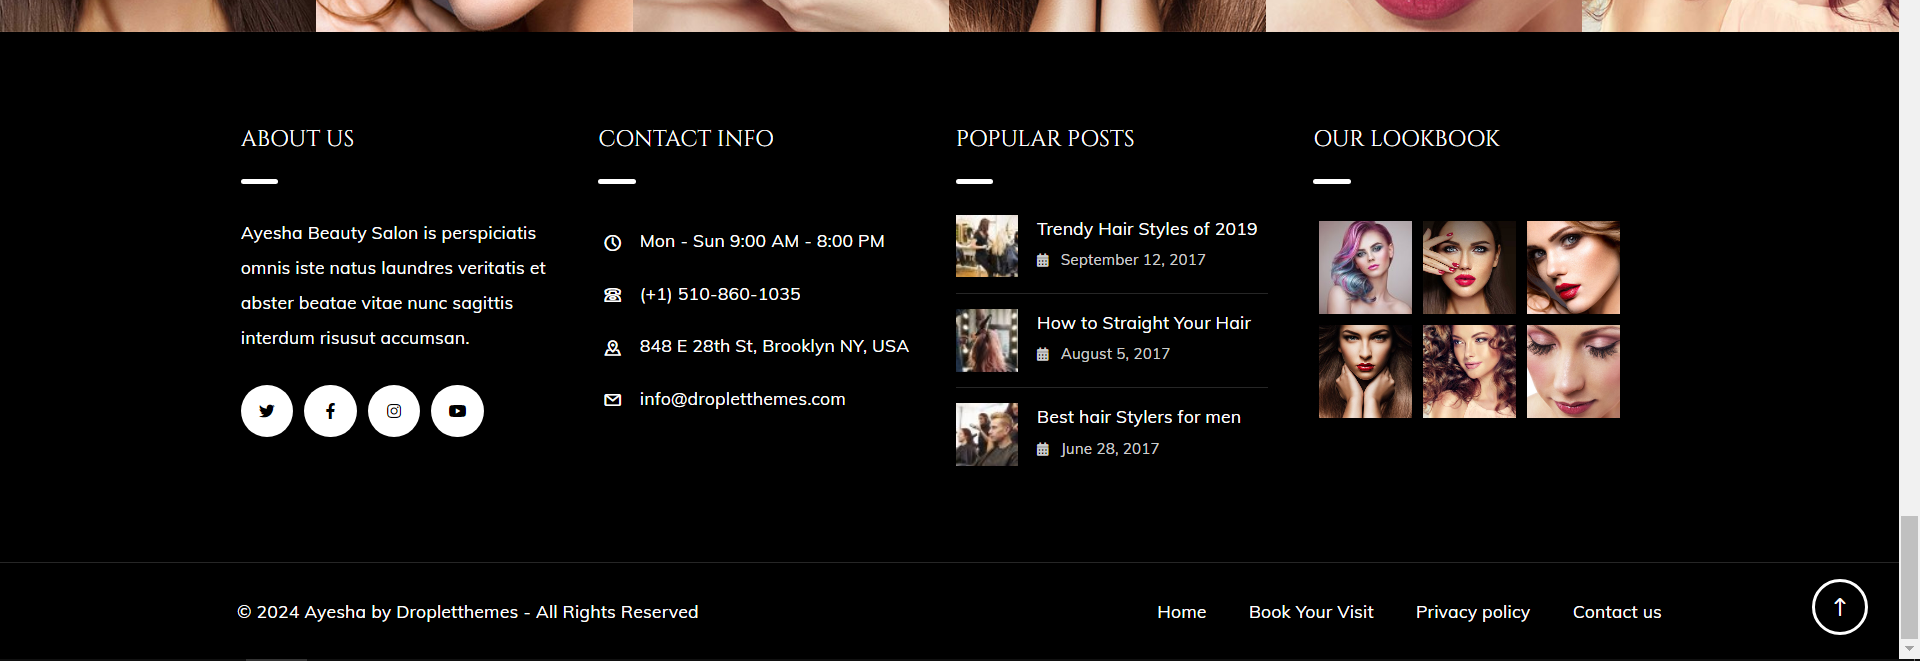 ABOUT US
Ayesha Beauty Salon is perspiciatis
omnis iste natus laundres veritatis et
abster beatae vitae nunc sagittis
interdum risusut accumsan.
CONTACT INFO
Mon - Sun 9:00 AM - 8:00 PM
(+1) 510-860-1035
848 E 28th St, Brooklyn NY, USA
info@dropletthemes.com
POPULAR POSTS
Trendy Hair Styles of 2019
September 12, 2017
How to Straight Your Hair
August 5, 2017
Best hair Stylers for men
June 28, 2017
OUR LOOKBOOK
© 2024 Ayesha by Dropletthemes - All Rights Reserved
Home Book Your Visit Privacy policy Contact us